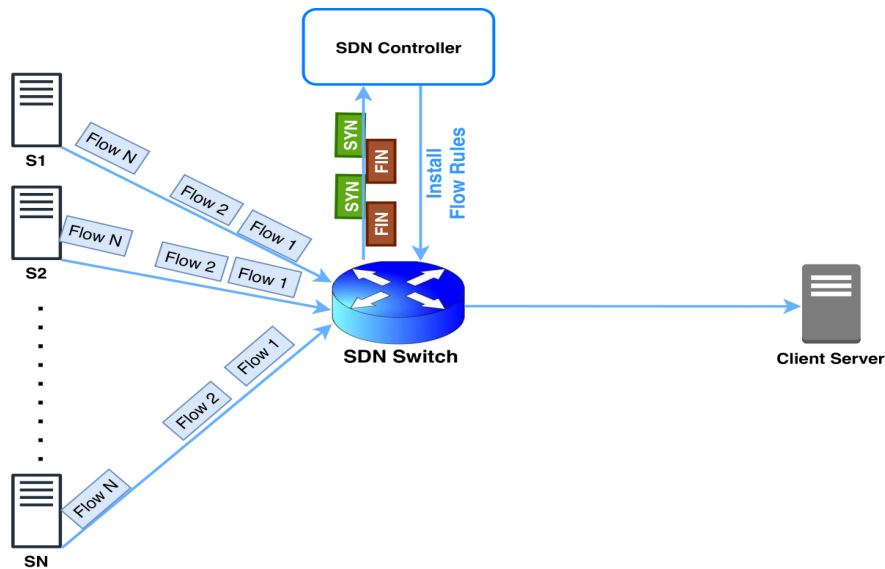 SDN Controller
SYN
FIN
SYN
FIN
Install
Flow Rules
S1
Flow N
Flow 2
Flow 1
S2
Flow N
Flow 2
Flow 1
SDN Switch
Client Server
Flow 1
Flow 2
Flow N
SN